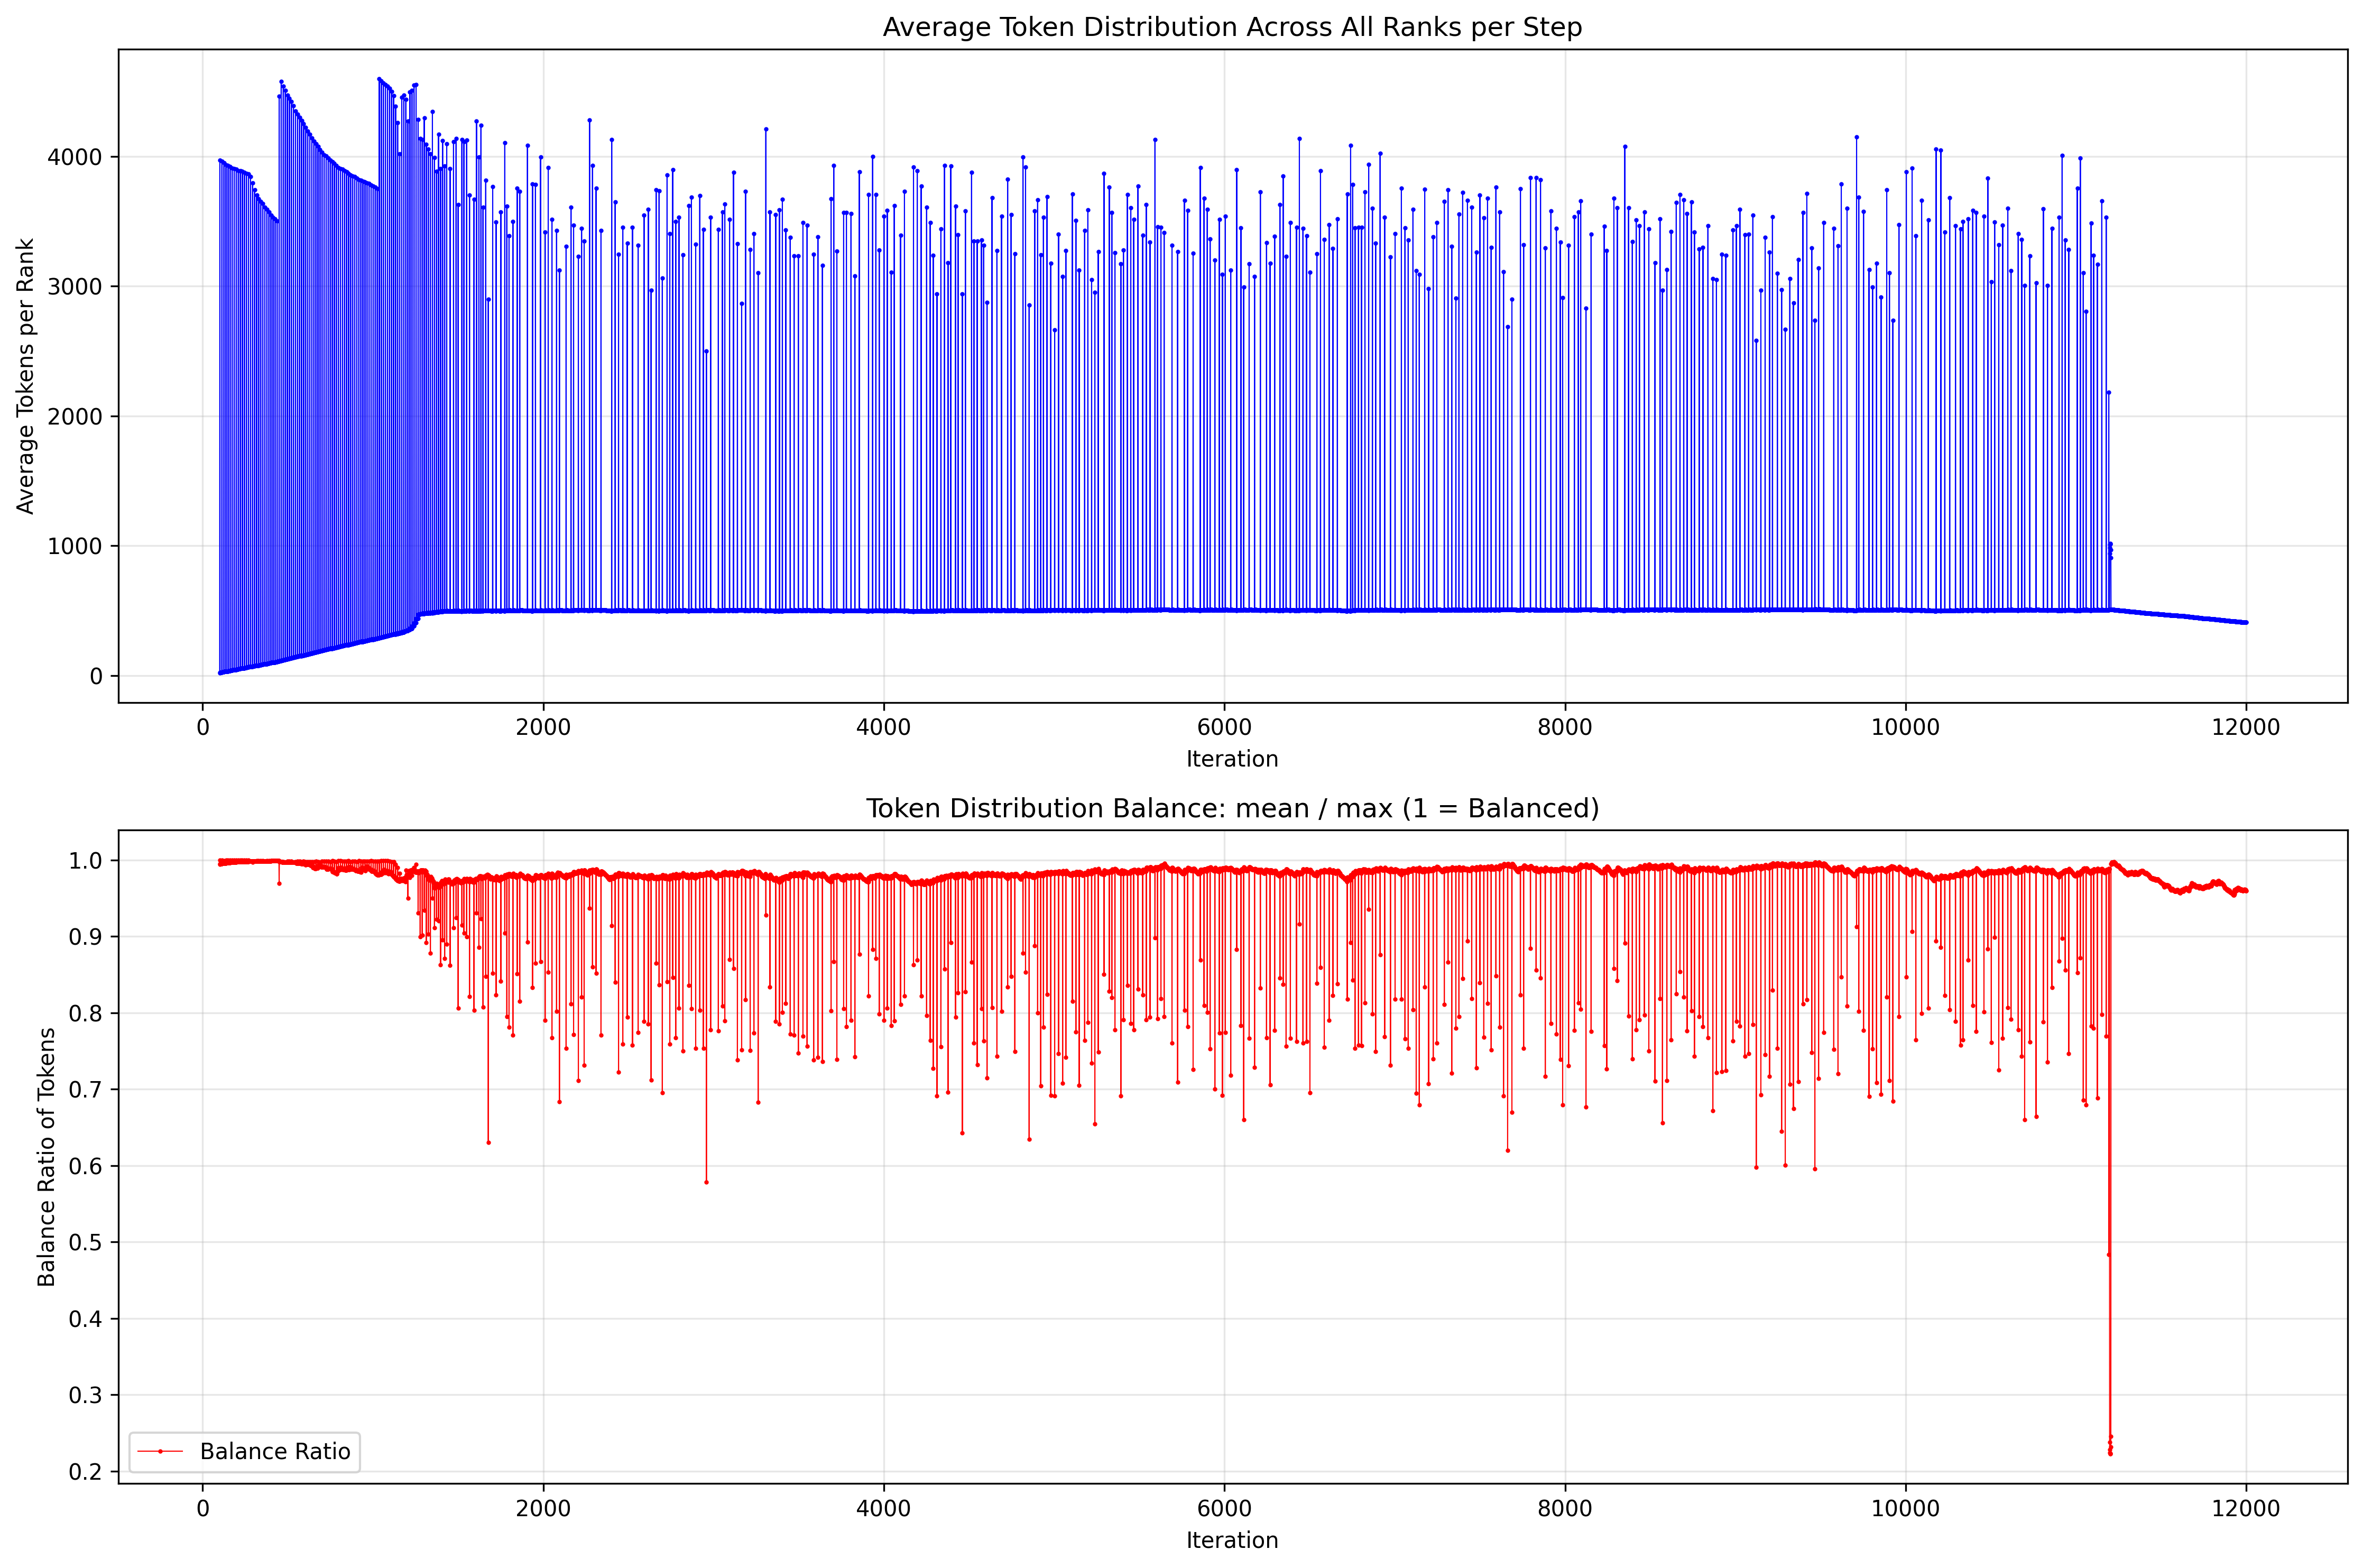 Average Token Distribution Across All Ranks per Step
Average Tokens per Rank
4000
3000
2000
1000
0
0 2000 4000 6000 8000 10000 12000
Iteration
Token Distribution Balance: mean / max (1 = Balanced)
Balance Ratio of Tokens
1.0
0.9
0.8
0.7
0.6
0.5
0.4
0.3
0.2
Balance Ratio
0 2000 4000 6000 8000 10000 12000
Iteration